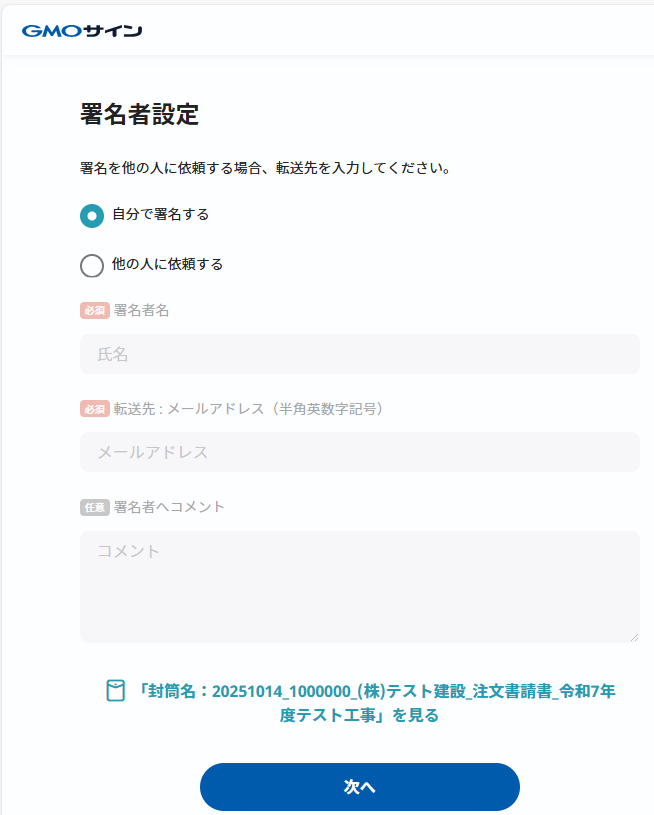 GMOサイン
署名者設定
署名を他の人に依頼する場合、転送先を入力してください。
自分で署名する
他の人に依頼する
必須 署名者名
氏名
必須 転送先 : メールアドレス（半角英数字記号）
メールアドレス
任意 署名者へコメント
コメント
「封筒名：20251014_1000000_(株)テスト建設_注文書請書_令和7年
度テスト工事」を見る
次へ